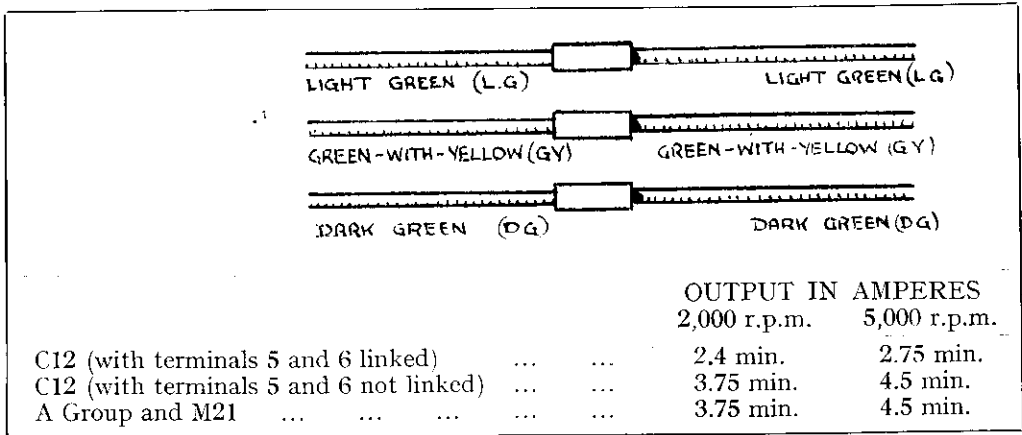 LIGHT GREEN (L.G) LIGHT GREEN (LG)
GREEN-WITH-YELLOW (GY) GREEN-WITH-YELLOW (GY)
DARK GREEN (DG) DARK GREEN (DG)
OUTPUT IN AMPERES
2,000 r.p.m. 5,000 r.p.m.
C12 (with terminals 5 and 6 linked) ... ... 2.4 min. 2.75 min.
C12 (with terminals 5 and 6 not linked) ... ... 3.75 min. 4.5 min.
A Group and M21 ... ... ... ... ... 3.75 min. 4.5 min.